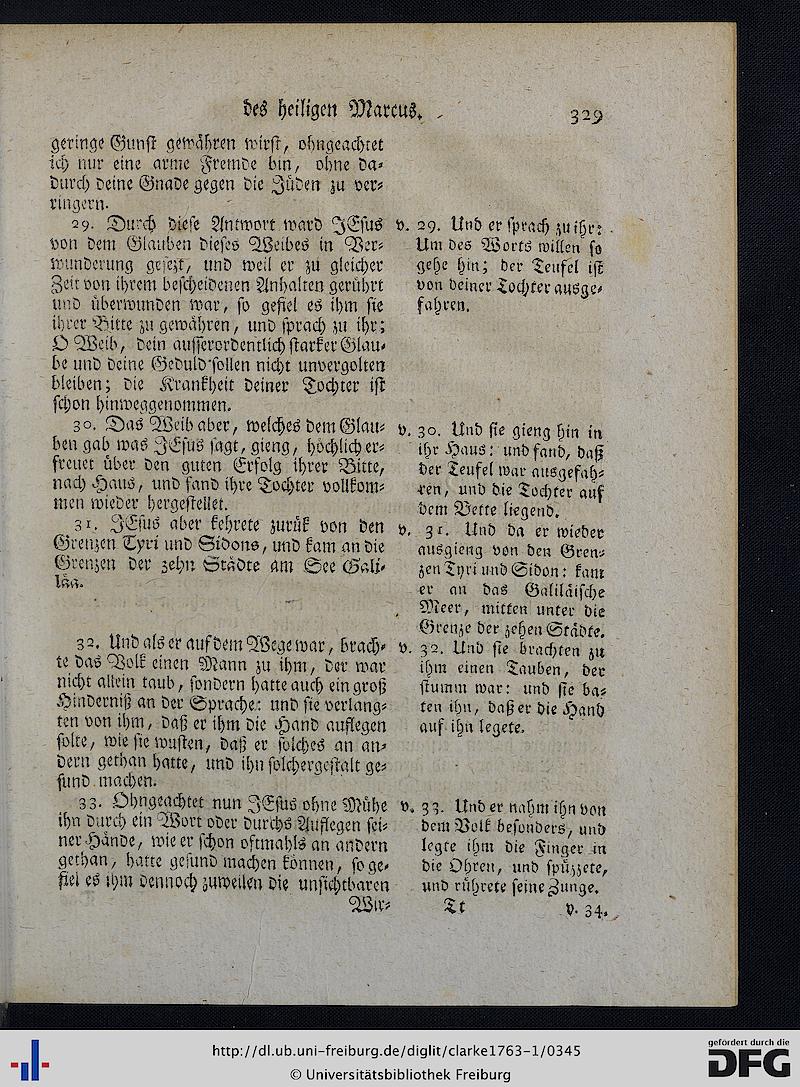 des heiligen Marcus.
329
geringe Gunst gewähren wirst, ohngeachtet
ich nur eine arme Fremde bin, ohne da-
durch deine Gnade gegen die Jüden zu ver-
ringern.
29. Durch diese Antwort ward JEsus
von dem Glauben dieses Weibes in Ver-
wunderung gesezt, und weil er zu gleicher
Zeit von ihrem bescheidenen Anhalten gerührt
und überwunden war, so gefiel es ihm sie
ihrer Bitte zu gewähren, und sprach zu ihr;
O Weib, dein ausserordentlich starker Glau-
be und deine Geduld sollen nicht unvergolten
bleiben; die Krankheit deiner Tochter ist
schon hinweggenommen.
30. Das Weib aber, welches dem Glau-
ben gab was JEsus sagt, gieng, höchlich er-
freuet über den guten Erfolg ihrer Bitte,
nach Haus, und fand ihre Tochter vollkom-
men wieder hergestellet.
31. JEsus aber kehrete zurük von den
Grenzen Tyri und Sidons, und kam an die
Grenzen der zehn Städte am See Gali-
läa.
32. Und als er auf dem Wege war, brach-
te das Volk einen Mann zu ihm, der war
nicht allein taub, sondern hatte auch ein groß
Hinderniß an der Sprache: und sie verlang-
ten von ihm, daß er ihm die Hand auflegen
solte, wie sie wusten, daß er solches an an-
dern gethan hatte, und ihn solchergestalt ge-
sund machen.
33. Ohngeachtet nun JEsus ohne Mühe
ihn durch ein Wort oder durchs Auflegen sei-
ner Hände, wie er schon oftmahls an andern
gethan, hatte gesund machen können, so ge-
fiel es ihm dennoch zuweilen die unsichtbaren
Wir-
v. 29. Und er sprach zu ihr:
Um des Worts willen so
gehe hin; der Teufel ist
von deiner Tochter ausge-
fahren.
v. 30. Und sie gieng hin in
ihr Haus: und fand, daß
der Teufel war ausgefah-
ren, und die Tochter auf
dem Bette liegend.
v. 31. Und da er wieder
ausgieng von den Gren-
zen Tyri und Sidon: kam
er an das Galiläische
Meer, mitten unter die
Grenze der zehen Städte.
v. 32. Und sie brachten zu
ihm einen Tauben, der
stumm war: und sie ba-
ten ihn, daß er die Hand
auf ihn legete.
v. 33. Und er nahm ihn von
dem Volk besonders, und
legte ihm die Finger in
die Ohren, und spüzzete,
und rührete seine Zunge.
Tt
v. 34.
http://dl.ub.uni-freiburg.de/diglit/clarke1763-1/0345
© Universitätsbibliothek Freiburg
gefördert durch die
DFG